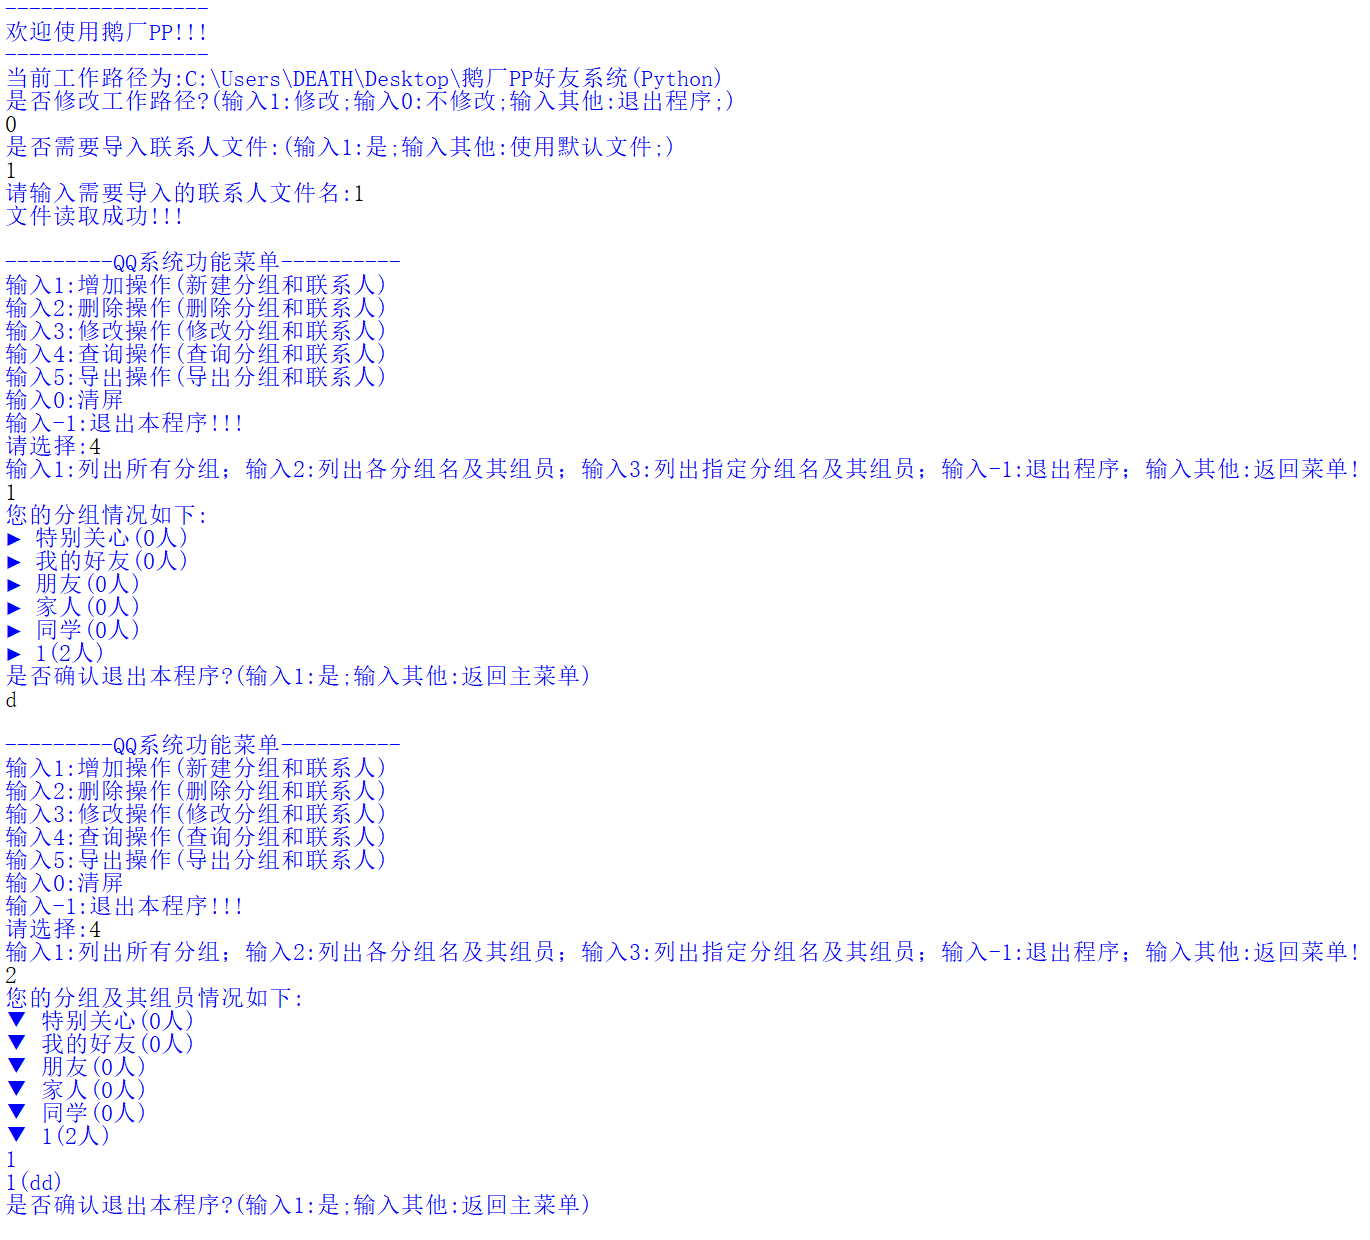 -----------------
欢迎使用鹅厂PP!!!
-----------------
当前工作路径为:C:\Users\DEATH\Desktop\鹅厂PP好友系统(Python)
是否修改工作路径?(输入1:修改;输入0:不修改;输入其他:退出程序;)
0
是否需要导入联系人文件:(输入1:是;输入其他:使用默认文件;)
1
请输入需要导入的联系人文件名:1
文件读取成功!!!
---------QQ系统功能菜单----------
输入1:增加操作(新建分组和联系人)
输入2:删除操作(删除分组和联系人)
输入3:修改操作(修改分组和联系人)
输入4:查询操作(查询分组和联系人)
输入5:导出操作(导出分组和联系人)
输入0:清屏
输入-1:退出本程序!!!
请选择:4
输入1:列出所有分组；输入2:列出各分组名及其组员；输入3:列出指定分组名及其组员；输入-1:退出程序；输入其他:返回菜单!
1
您的分组情况如下:
► 特别关心(0人)
► 我的好友(0人)
► 朋友(0人)
► 家人(0人)
► 同学(0人)
► 1(2人)
是否确认退出本程序?(输入1:是;输入其他:返回主菜单)
d
---------QQ系统功能菜单----------
输入1:增加操作(新建分组和联系人)
输入2:删除操作(删除分组和联系人)
输入3:修改操作(修改分组和联系人)
输入4:查询操作(查询分组和联系人)
输入5:导出操作(导出分组和联系人)
输入0:清屏
输入-1:退出本程序!!!
请选择:4
输入1:列出所有分组；输入2:列出各分组名及其组员；输入3:列出指定分组名及其组员；输入-1:退出程序；输入其他:返回菜单!
2
您的分组及其组员情况如下:
▼ 特别关心(0人)
▼ 我的好友(0人)
▼ 朋友(0人)
▼ 家人(0人)
▼ 同学(0人)
▼ 1(2人)
1
1(dd)
是否确认退出本程序?(输入1:是;输入其他:返回主菜单)